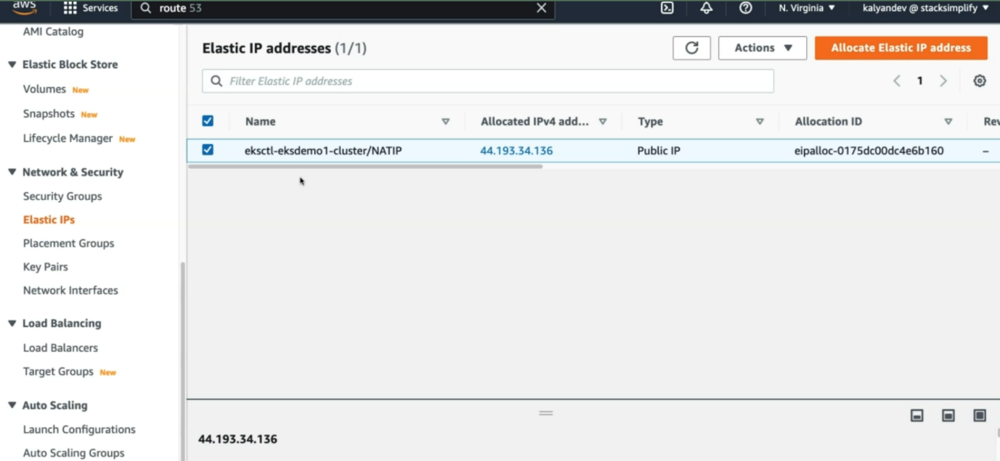 aws
Services
route 53
N. Virginia
kalyandev @ stacksimplify
AMI Catalog
Elastic Block Store
Volumes New
Snapshots New
Lifecycle Manager New
Network & Security
Security Groups
Elastic IPs
Placement Groups
Key Pairs
Network Interfaces
Load Balancing
Load Balancers
Target Groups New
Auto Scaling
Launch Configurations
Auto Scaling Groups
Elastic IP addresses (1/1)
Actions
Allocate Elastic IP address
Filter Elastic IP addresses
1
Name Allocated IPv4 add... Type Allocation ID Rev
eksctl-eksdemo1-cluster/NATIP 44.193.34.136 Public IP eipalloc-0175dc00dc4e6b160 –
44.193.34.136